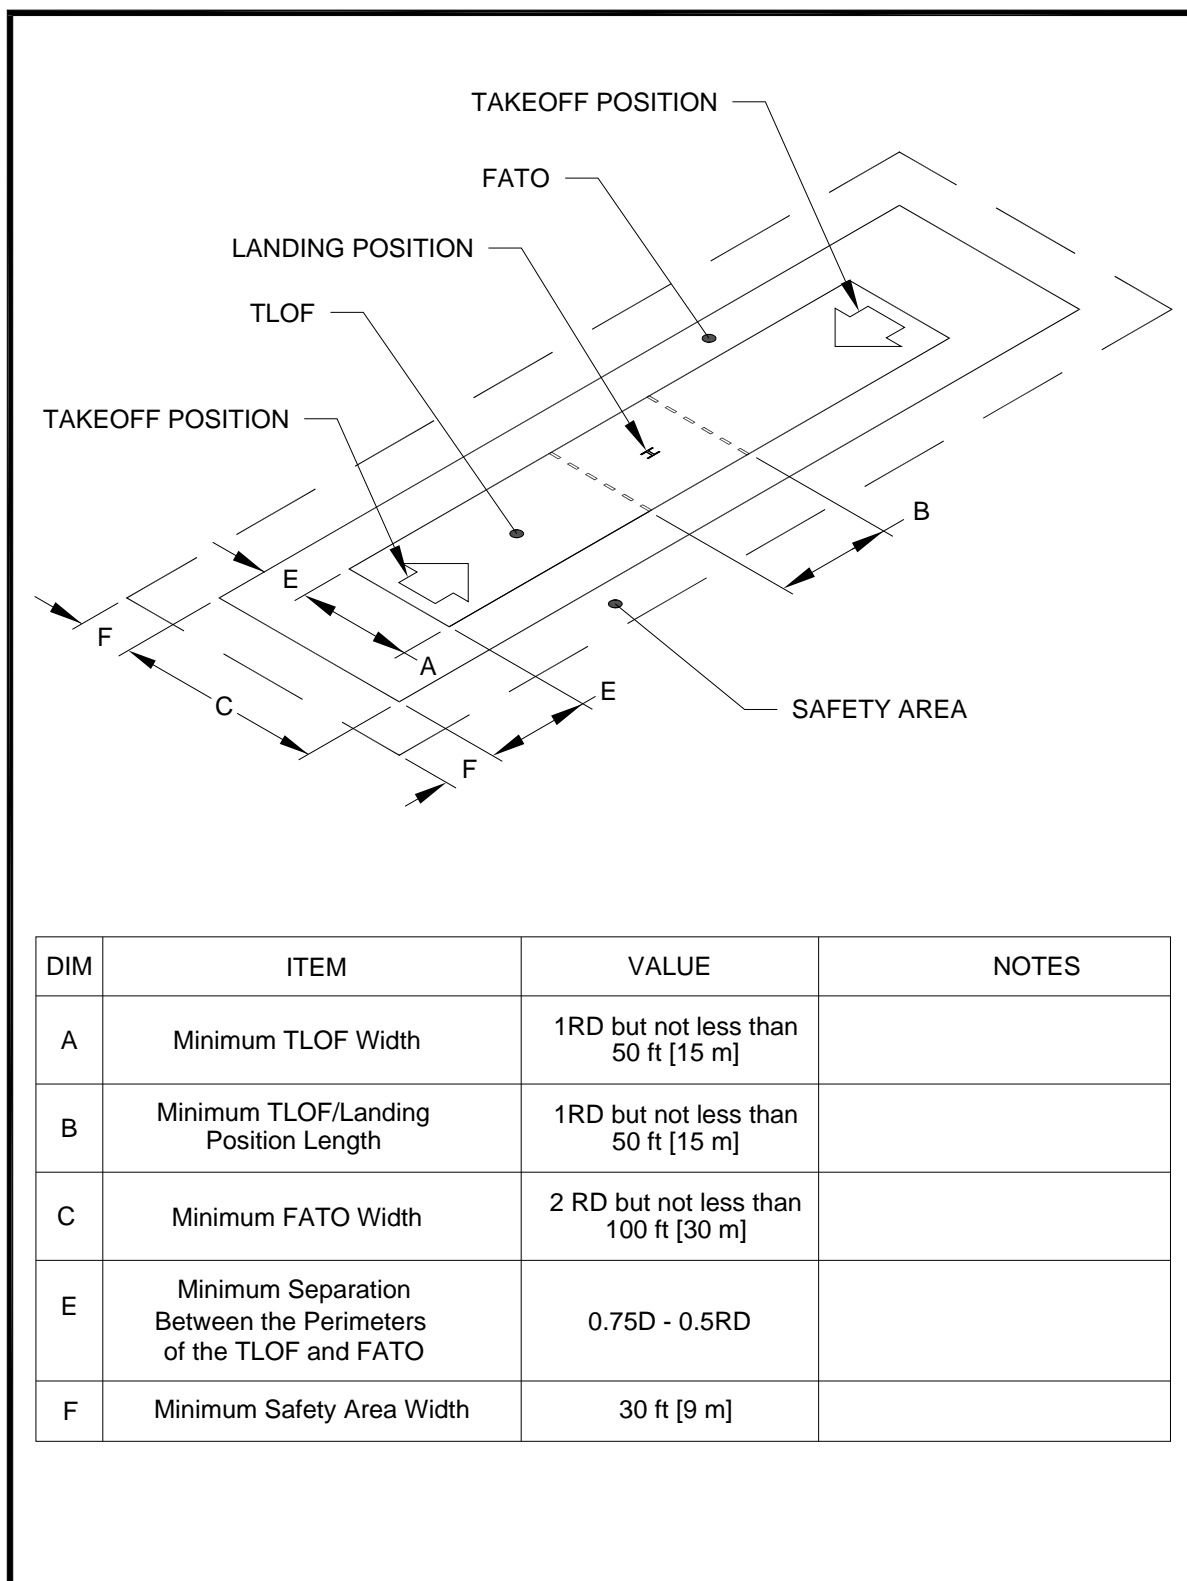 TAKEOFF POSITION
FATO
LANDING POSITION
TLOF
TAKEOFF POSITION
B
E
F
A
E
C
SAFETY AREA
F
DIM ITEM VALUE NOTES
A Minimum TLOF Width 1RD but not less than
50 ft [15 m]
B Minimum TLOF/Landing
Position Length 1RD but not less than
50 ft [15 m]
C Minimum FATO Width 2 RD but not less than
100 ft [30 m]
E Minimum Separation
Between the Perimeters
of the TLOF and FATO 0.75D - 0.5RD
F Minimum Safety Area Width 30 ft [9 m]
H